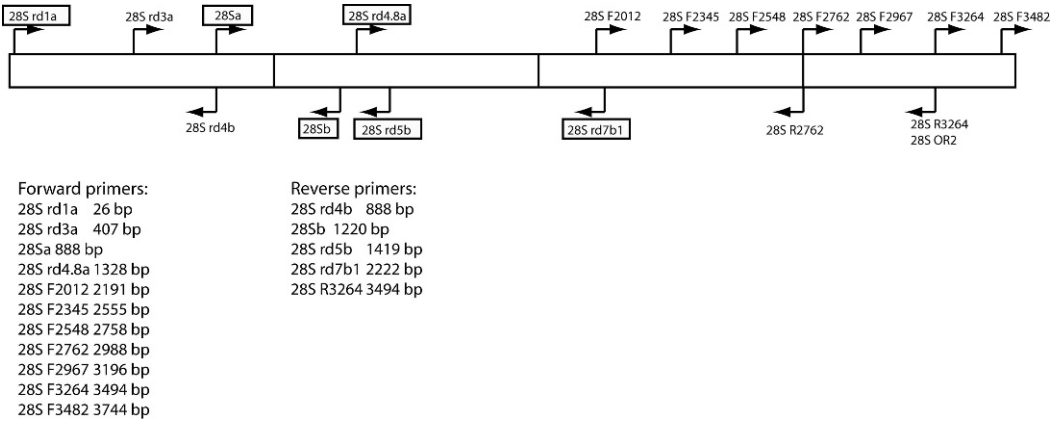 28S rd1a
28S rd3a
28Sa
28S rd4.8a
28S F2012
28S F2345
28S F2548
28S F2762
28S F2967
28S F3264
28S F3482
28S rd4b
28Sb
28S rd5b
28S rd7b1
28S R2762
28S R3264
28S OR2
Forward primers:
28S rd1a 26 bp
28S rd3a 407 bp
28Sa 888 bp
28S rd4.8a 1328 bp
28S F2012 2191 bp
28S F2345 2555 bp
28S F2548 2758 bp
28S F2762 2988 bp
28S F2967 3196 bp
28S F3264 3494 bp
28S F3482 3744 bp
Reverse primers:
28S rd4b 888 bp
28Sb 1220 bp
28S rd5b 1419 bp
28S rd7b1 2222 bp
28S R3264 3494 bp